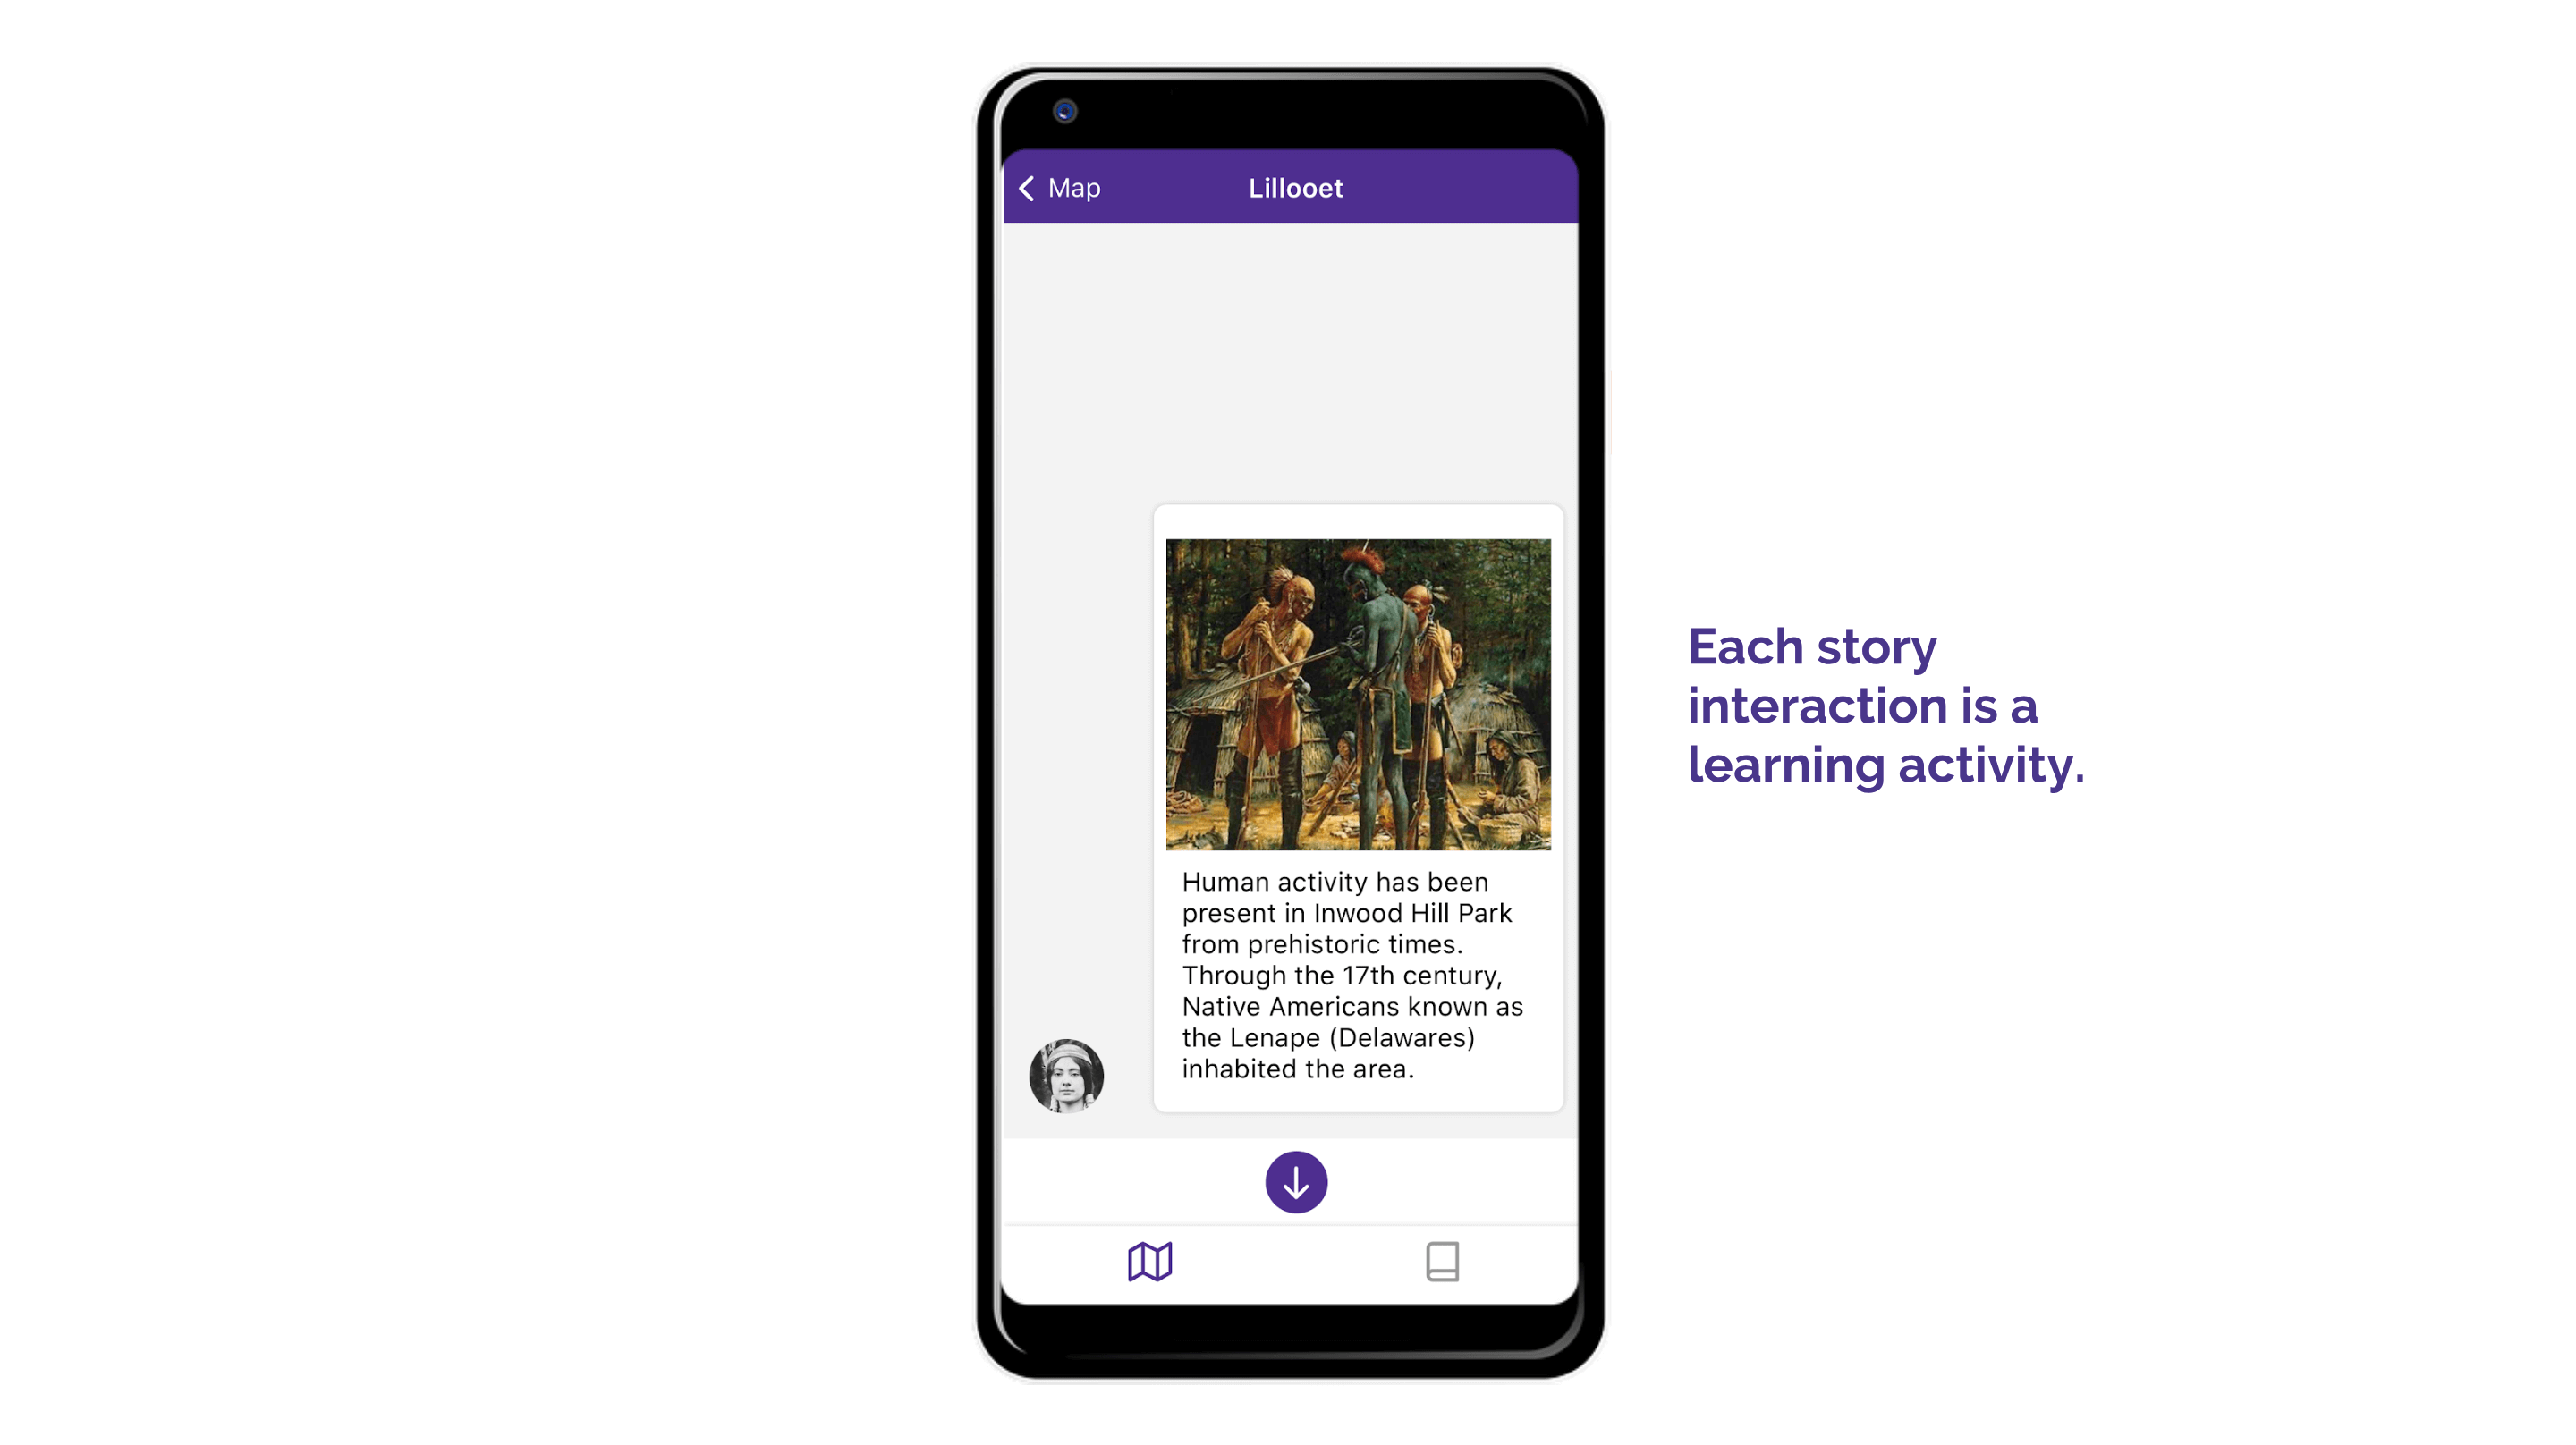 Map
Lillooet
Human activity has been
present in Inwood Hill Park
from prehistoric times.
Through the 17th century,
Native Americans known as
the Lenape (Delawares)
inhabited the area.
Each story
interaction is a
learning activity.